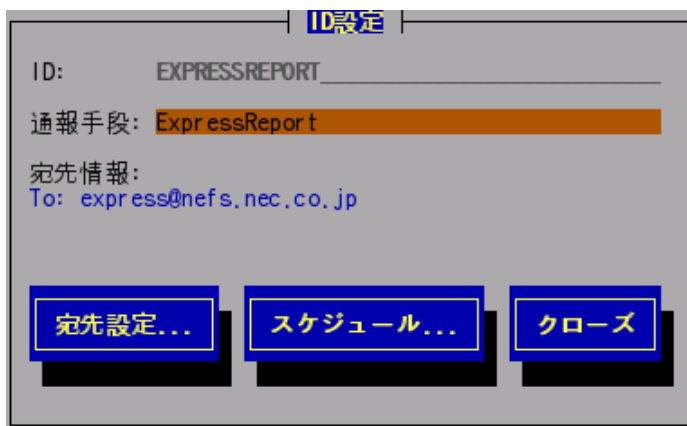 ID設定
ID: EXPRESSREPORT
通報手段: ExpressReport
宛先情報:
To: express@nefs.nec.co.jp
宛先設定... スケジュール... クローズ